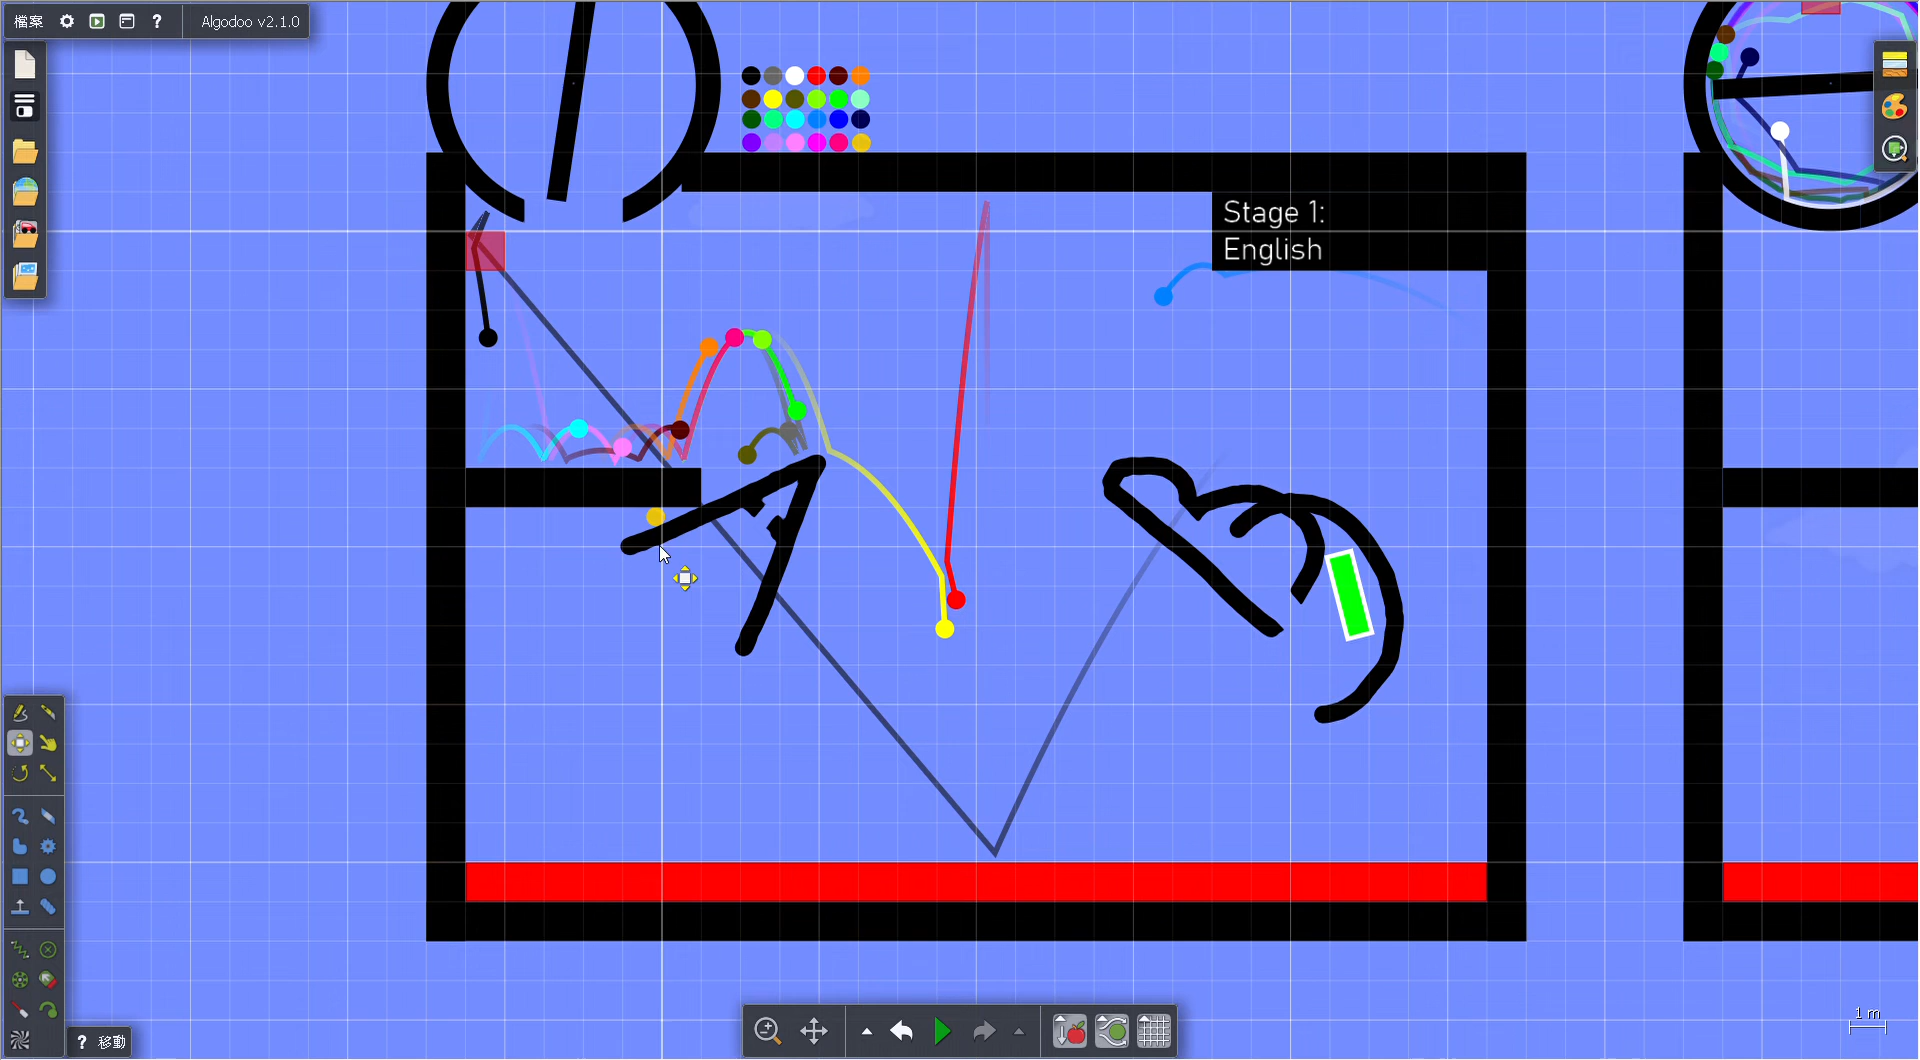 檔案
?
Algodoo v2.1.0
Stage 1:
English
? 移動
1 m